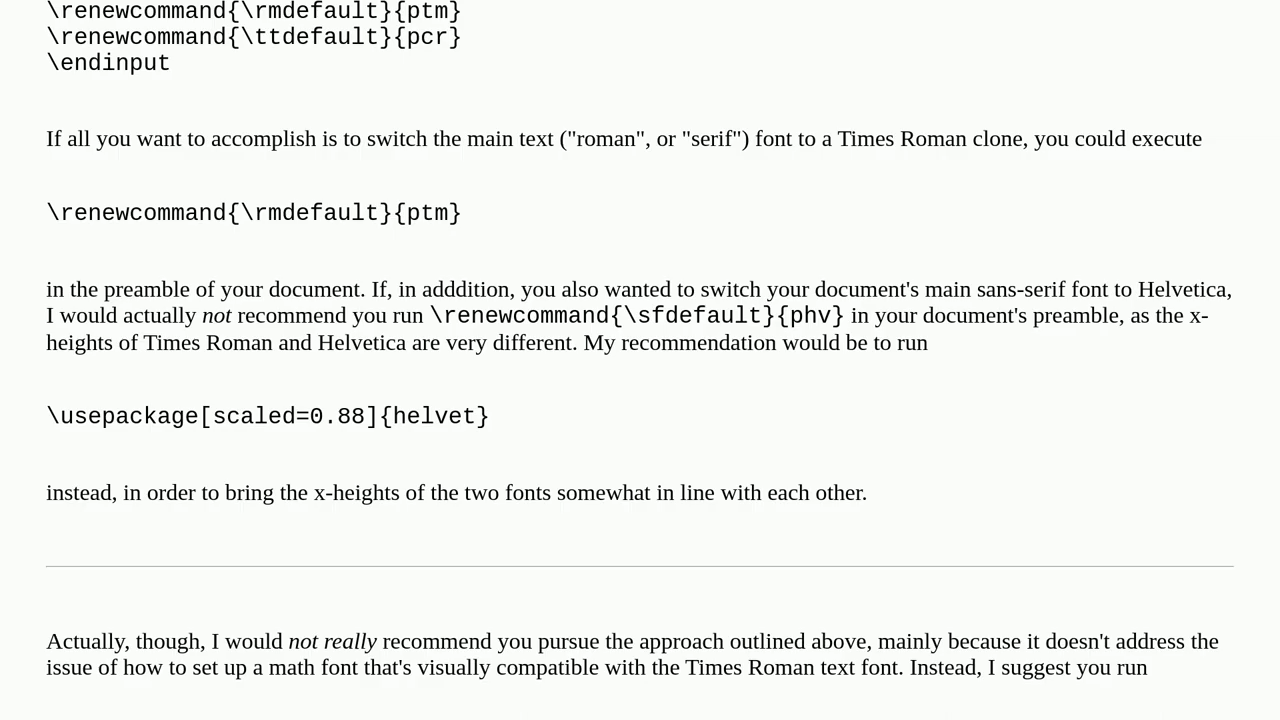 \renewcommand{\rmdefault}{ptm}
\renewcommand{\ttdefault}{pcr}
\endinput
If all you want to accomplish is to switch the main text ("roman", or "serif") font to a Times Roman clone, you could execute
\renewcommand{\rmdefault}{ptm}
in the preamble of your document. If, in adddition, you also wanted to switch your document's main sans-serif font to Helvetica,
I would actually not recommend you run \renewcommand{\sfdefault}{phv} in your document's preamble, as the x-
heights of Times Roman and Helvetica are very different. My recommendation would be to run
\usepackage[scaled=0.88]{helvet}
instead, in order to bring the x-heights of the two fonts somewhat in line with each other.
Actually, though, I would not really recommend you pursue the approach outlined above, mainly because it doesn't address the
issue of how to set up a math font that's visually compatible with the Times Roman text font. Instead, I suggest you run